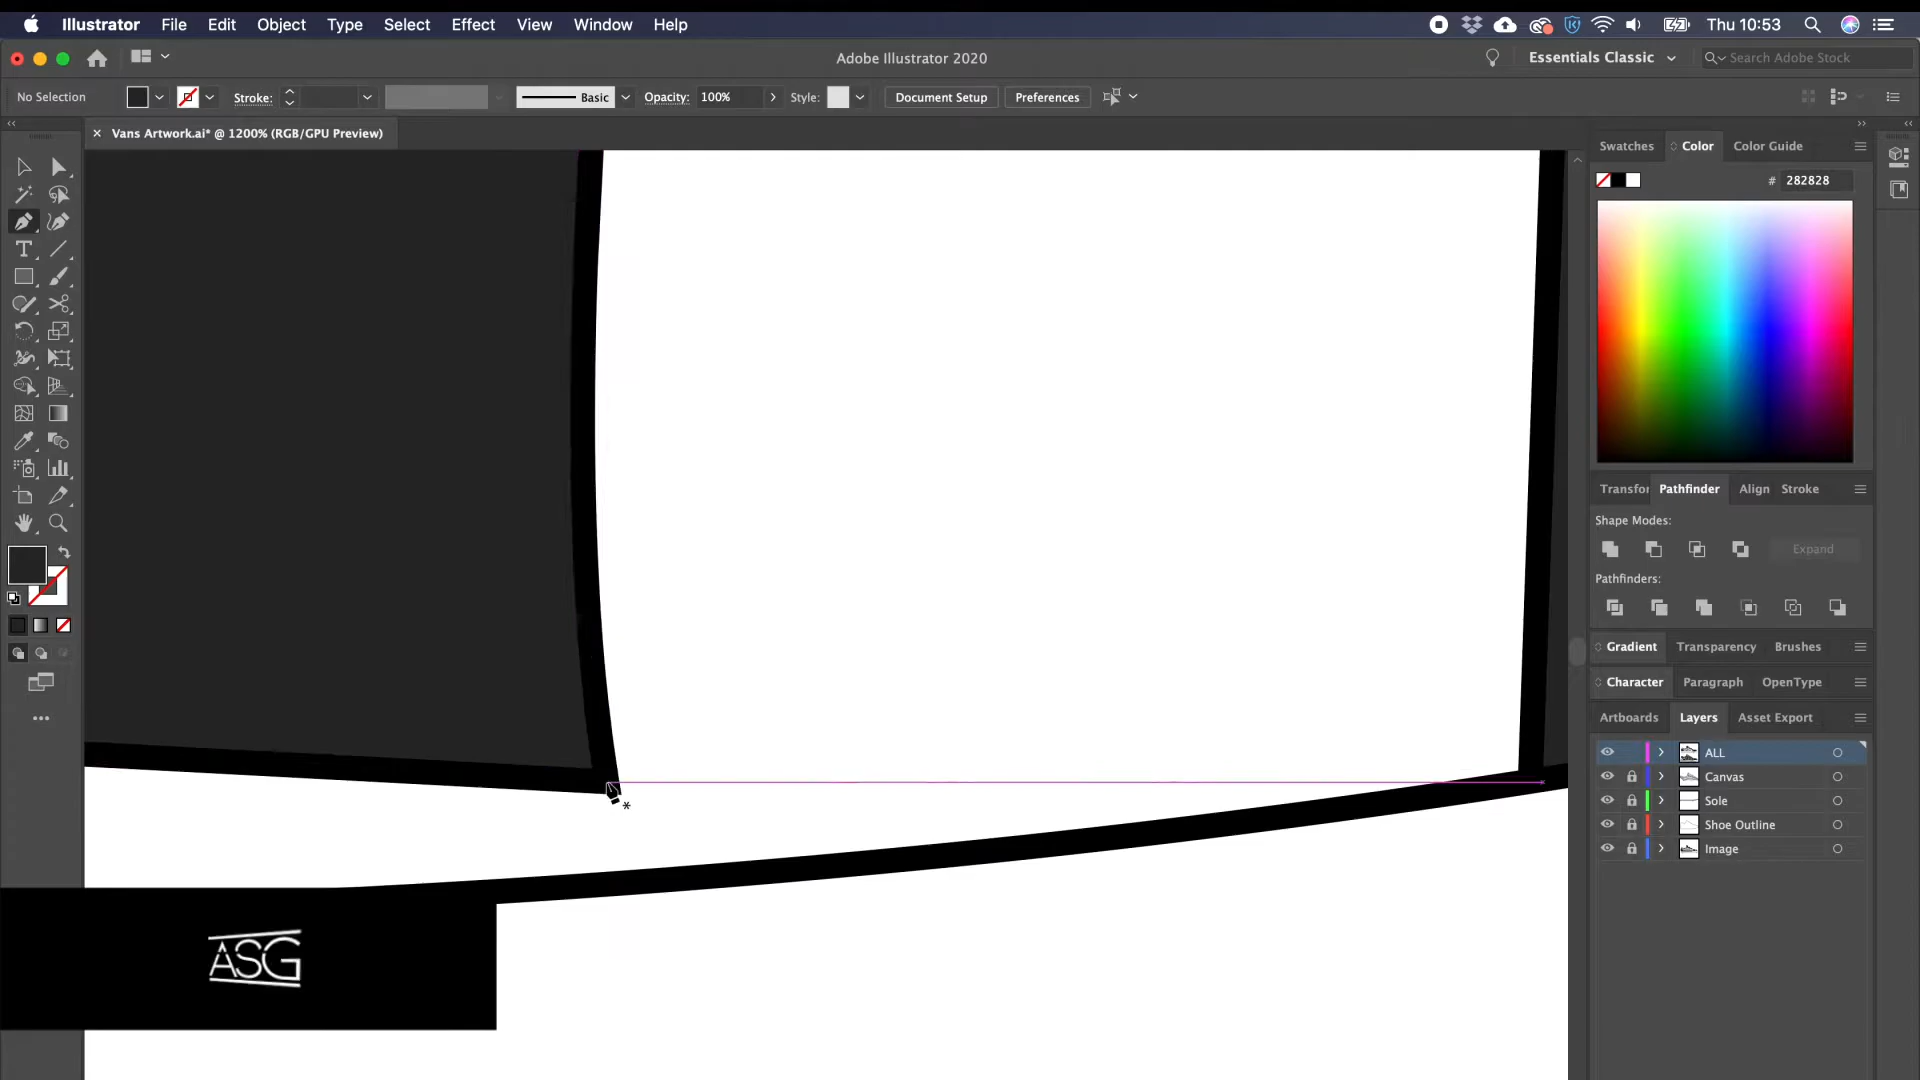 Illustrator File Edit Object Type Select Effect View Window Help Thu 10:53
Adobe Illustrator 2020 Essentials Classic Search Adobe Stock
No Selection Stroke: Basic Opacity: 100% Style: Document Setup Preferences
× Vans Artwork.ai* @ 1200% (RGB/GPU Preview)
Swatches Color Color Guide
# 282828
Transfor Pathfinder Align Stroke
Shape Modes:
Expand
Pathfinders:
Gradient Transparency Brushes
Character Paragraph OpenType
Artboards Layers Asset Export
ALL
Canvas
Sole
Shoe Outline
Image
ASG